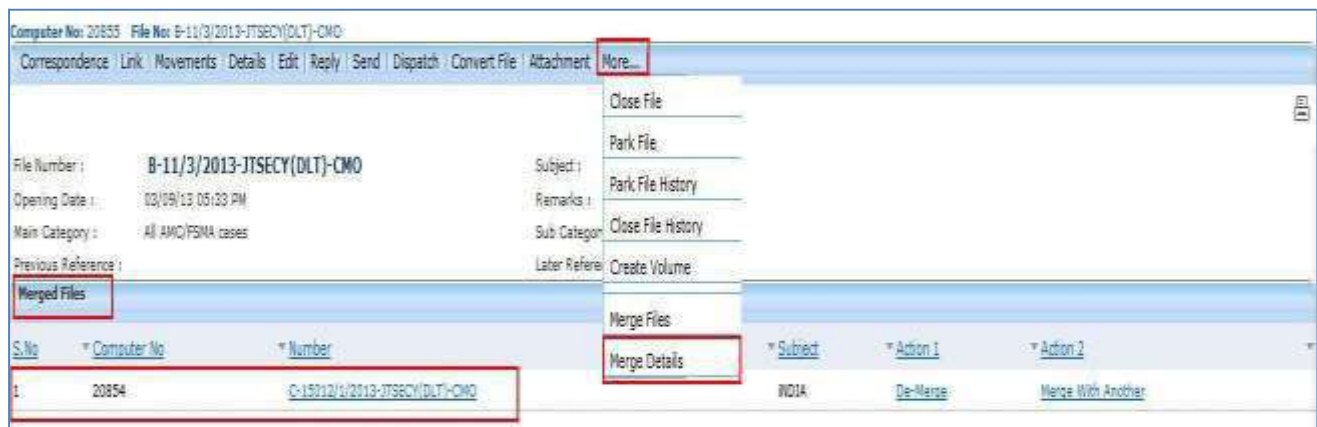 Computer No: 20855 File No: B-11/3/2013-JTSECY(DLT)-CMO
Correspondence Link Movements Details Edit Reply Send Dispatch Convert File Attachment More...
Close File
Park File
Park File History
Close File History
Create Volume
Merge Files
Merge Details
File Number : B-11/3/2013-JTSECY(DLT)-CMO Subject :
Opening Date : 03/09/13 05:33 PM Remarks :
Main Category : All AMC/FSMA cases Sub Categor
Previous Reference : Later Refere
Merged Files
S.No Computer No Number Subject Action 1 Action 2
1 20854 C-15012/1/2013-JTSECY(DLT)-CMO INDIA De-Merge Merge With Another